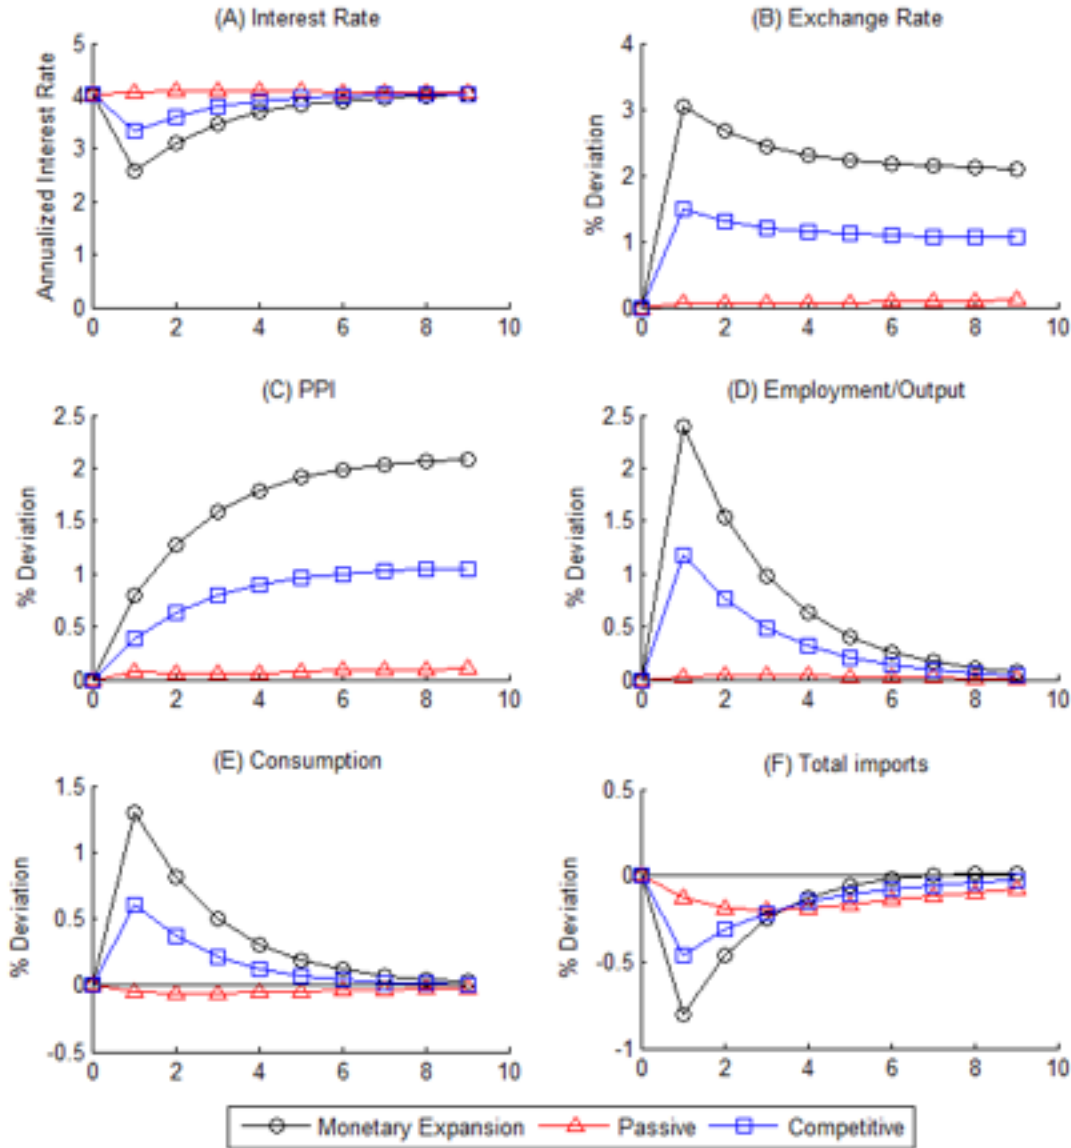 (A) Interest Rate
Annualized Interest Rate
5
4
3
2
1
0
0 2 4 6 8 10
(B) Exchange Rate
% Deviation
4
3
2
1
0
0 2 4 6 8 10
(C) PPI
% Deviation
2.5
2
1.5
1
0.5
0
0 2 4 6 8 10
(D) Employment/Output
% Deviation
2.5
2
1.5
1
0.5
0
0 2 4 6 8 10
(E) Consumption
% Deviation
1.5
1
0.5
0
-0.5
0 2 4 6 8 10
(F) Total imports
% Deviation
0.5
0
-0.5
-1
0 2 4 6 8 10
Monetary Expansion Passive Competitive